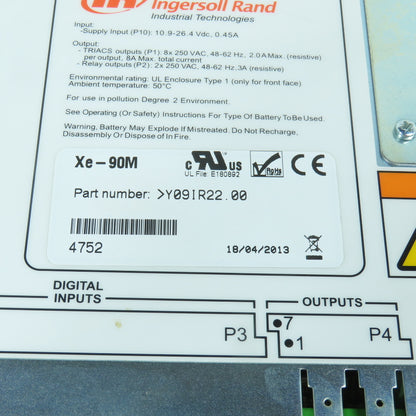 Ingersoll Rand
Industrial Technologies
Input:
-Supply Input (P10): 10.9-26.4 Vdc, 0.45A
Output:
- TRIACS outputs (P1): 8x 250 VAC, 48-62 Hz, 2.0A Max. (resistive)
per output, 8A Max. total current
- Relay outputs (P2): 2x 250 VAC, 48-62 Hz,3A (resistive)
Environmental rating: UL Enclosure Type 1 (only for front face)
Ambient temperature: 50°C
For use in pollution Degree 2 Environment.
See Operating (Or Safety) Instructions For Type Of Battery To Be Used.
Warning, Battery May Explode If Mistreated. Do Not Recharge,
Disassembly Or Dispose of In Fire.
Xe-90M
c UL US
UL File E180892
RoHS
Part number: >Y09IR22.00
4752
18/04/2013
DIGITAL
INPUTS
P3
OUTPUTS
7
1
P4